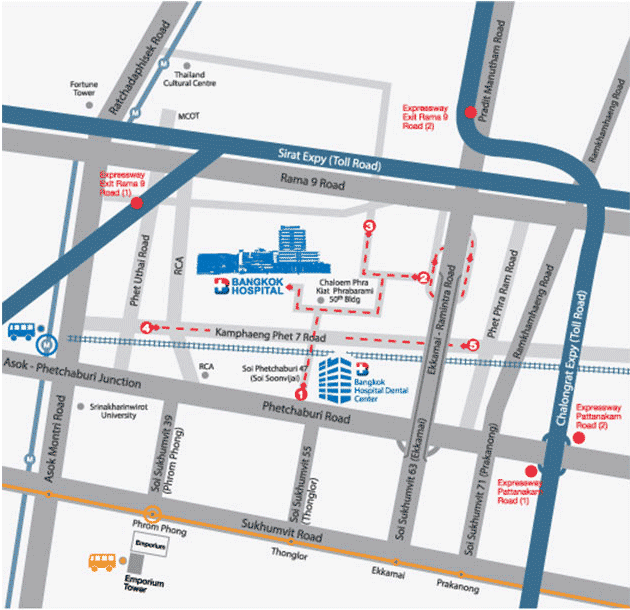 Ratchadaphisek Road
M
Thailand
Cultural Centre
Fortune
Tower
MCOT
M
Expressway
Exit Rama 9
Road (2)
Pradit Manutham Road
Ramkhamhaeng Road
Sirat Expy (Toll Road)
Rama 9 Road
Expressway
Exit Rama 9
Road (1)
Phet Uthai Road
RCA
3
BANGKOK
HOSPITAL
Chaloem Phra
Kiat Phrabarami
50th Bldg
2
Ekkamai - Ramintra Road
Phet Phra Ram Road
Ramkhamhaeng Road
Chalongrat Expy (Toll Road)
4
Kamphaeng Phet 7 Road
5
M
Asok - Phetchaburi Junction
RCA
Soi Phetchaburi 47
(Soi Soonvijai)
1
Bangkok
Hospital Dental
Center
Phetchaburi Road
Srinakharinwirot
University
Asok Montri Road
M
Soi Sukhumvit 39
(Phrom Phong)
Soi Sukhumvit 55
(Thonglor)
Soi Sukhumvit 63 (Ekkamai)
Soi Sukhumvit 71 (Prakanong)
Expressway
Pattanakarn
Road (2)
Expressway
Pattanakarn
Road (1)
Sukhumvit Road
Phrom Phong
Thonglor
Ekkamai
Prakanong
Emporium
Emporium
Tower